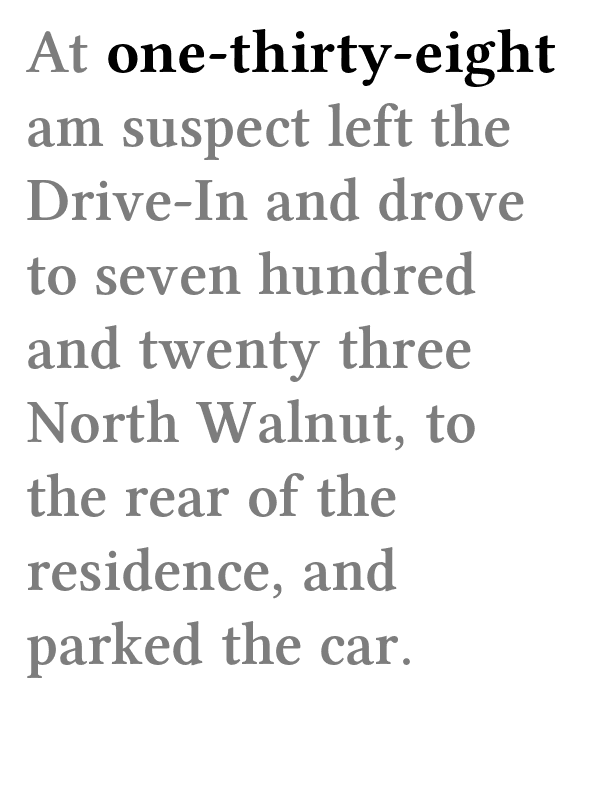 At one-thirty-eight
am suspect left the
Drive-In and drove
to seven hundred
and twenty three
North Walnut, to
the rear of the
residence, and
parked the car.